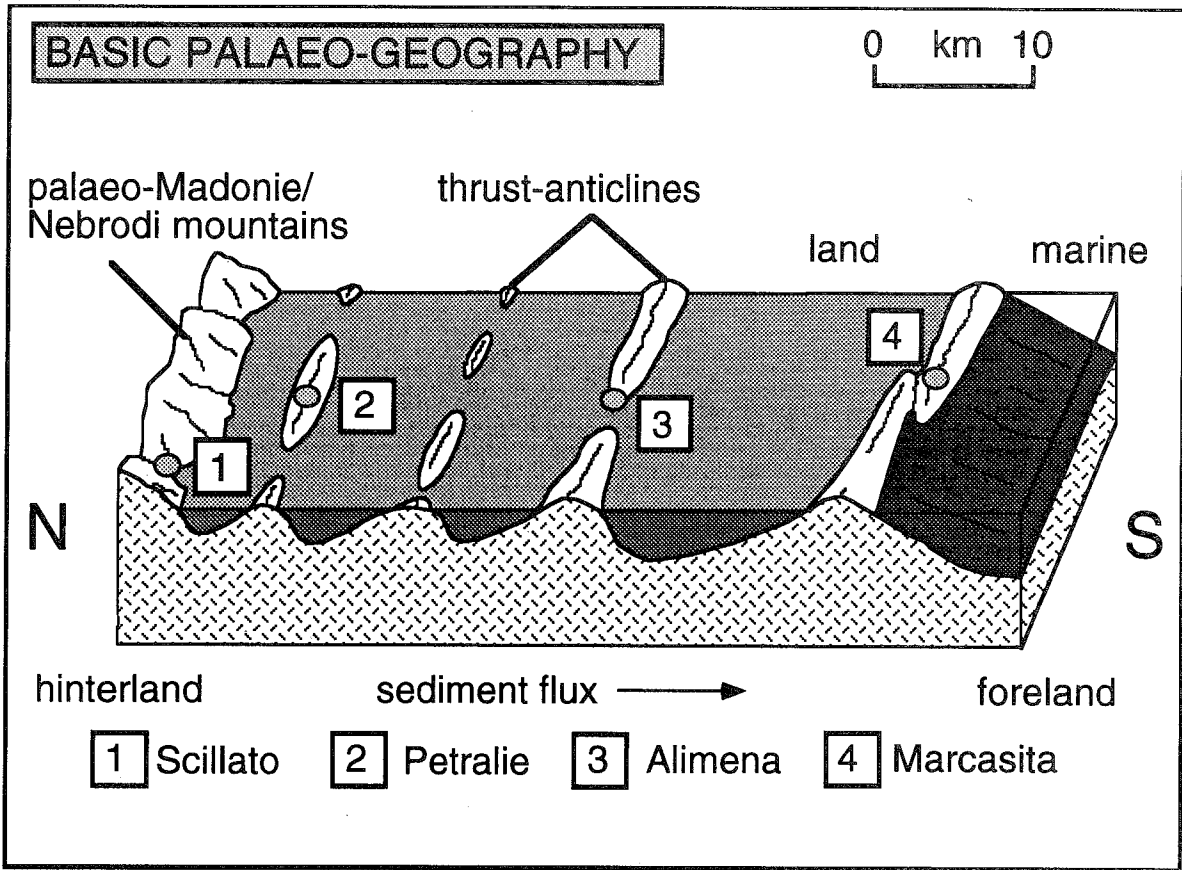 BASIC PALAEO-GEOGRAPHY
0 km 10
palaeo-Madonie/
Nebrodi mountains
thrust-anticlines
land
marine
4
2
3
1
N
S
hinterland
sediment flux
foreland
1 Scillato
2 Petralie
3 Alimena
4 Marcasita